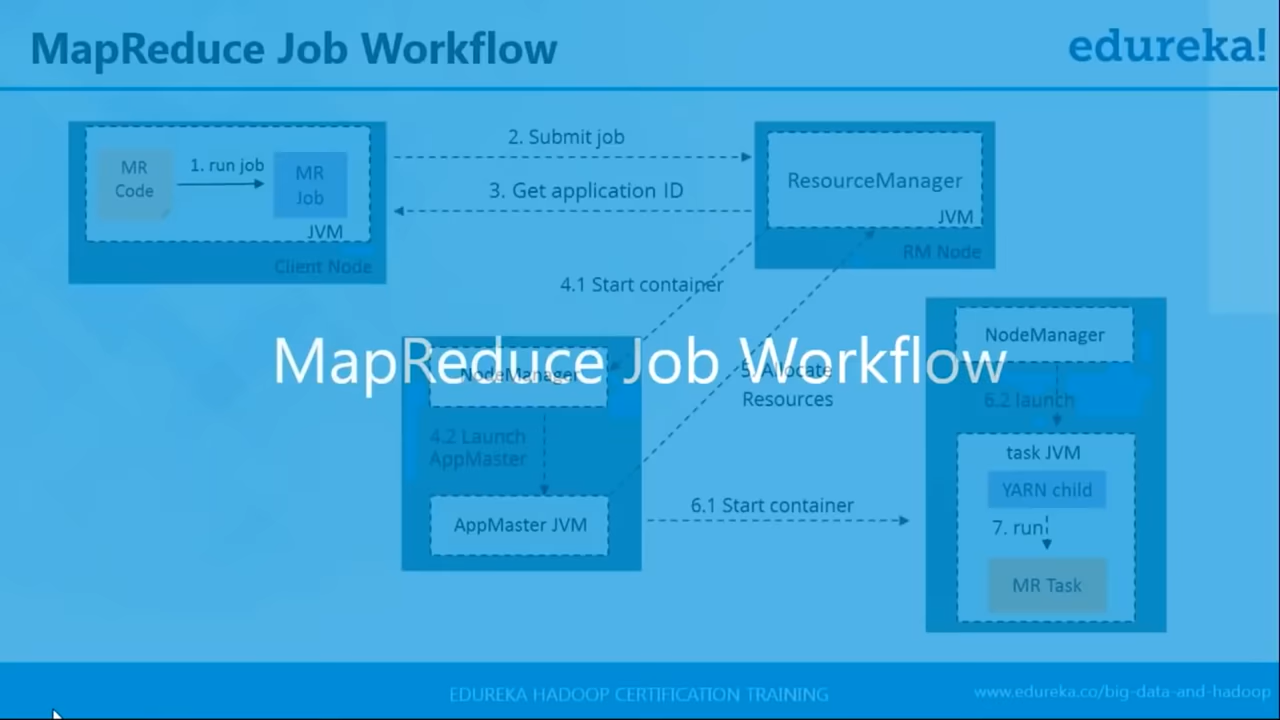 MapReduce Job Workflow
edureka!
MR
Code
1. run job
MR
Job
JVM
Client Node
2. Submit job
3. Get application ID
ResourceManager
JVM
RM Node
4.1 Start container
NodeManager
4.2 Launch
AppMaster
AppMaster JVM
5. Allocate
Resources
6.1 Start container
NodeManager
6.2 launch
task JVM
YARN child
7. run
MR Task
MapReduce Job Workflow
EDUREKA HADOOP CERTIFICATION TRAINING
www.edureka.co/big-data-and-hadoop